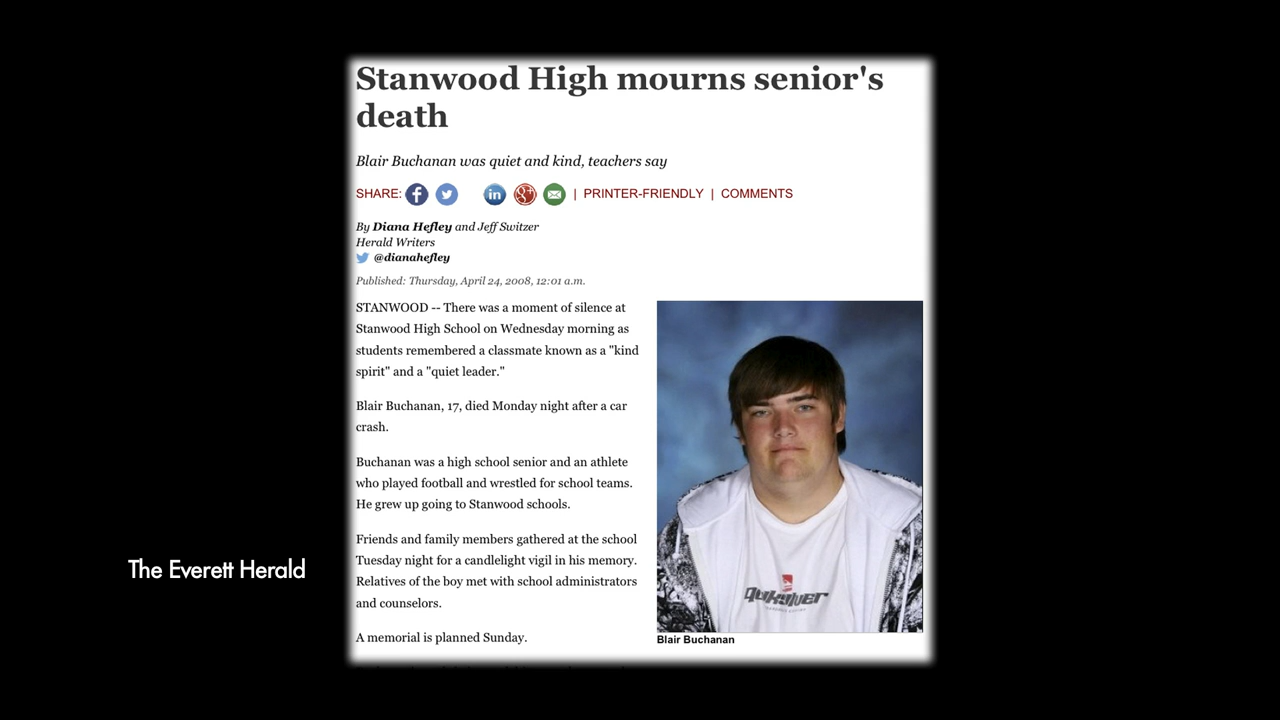 Stanwood High mourns senior's
death
Blair Buchanan was quiet and kind, teachers say
SHARE: | PRINTER-FRIENDLY | COMMENTS
By Diana Hefley and Jeff Switzer
Herald Writers
@dianahefley
Published: Thursday, April 24, 2008, 12:01 a.m.
STANWOOD -- There was a moment of silence at
Stanwood High School on Wednesday morning as
students remembered a classmate known as a "kind
spirit" and a "quiet leader."
Blair Buchanan, 17, died Monday night after a car
crash.
Buchanan was a high school senior and an athlete
who played football and wrestled for school teams.
He grew up going to Stanwood schools.
Friends and family members gathered at the school
Tuesday night for a candlelight vigil in his memory.
Relatives of the boy met with school administrators
and counselors.
A memorial is planned Sunday.
quiksilver
Blair Buchanan
The Everett Herald